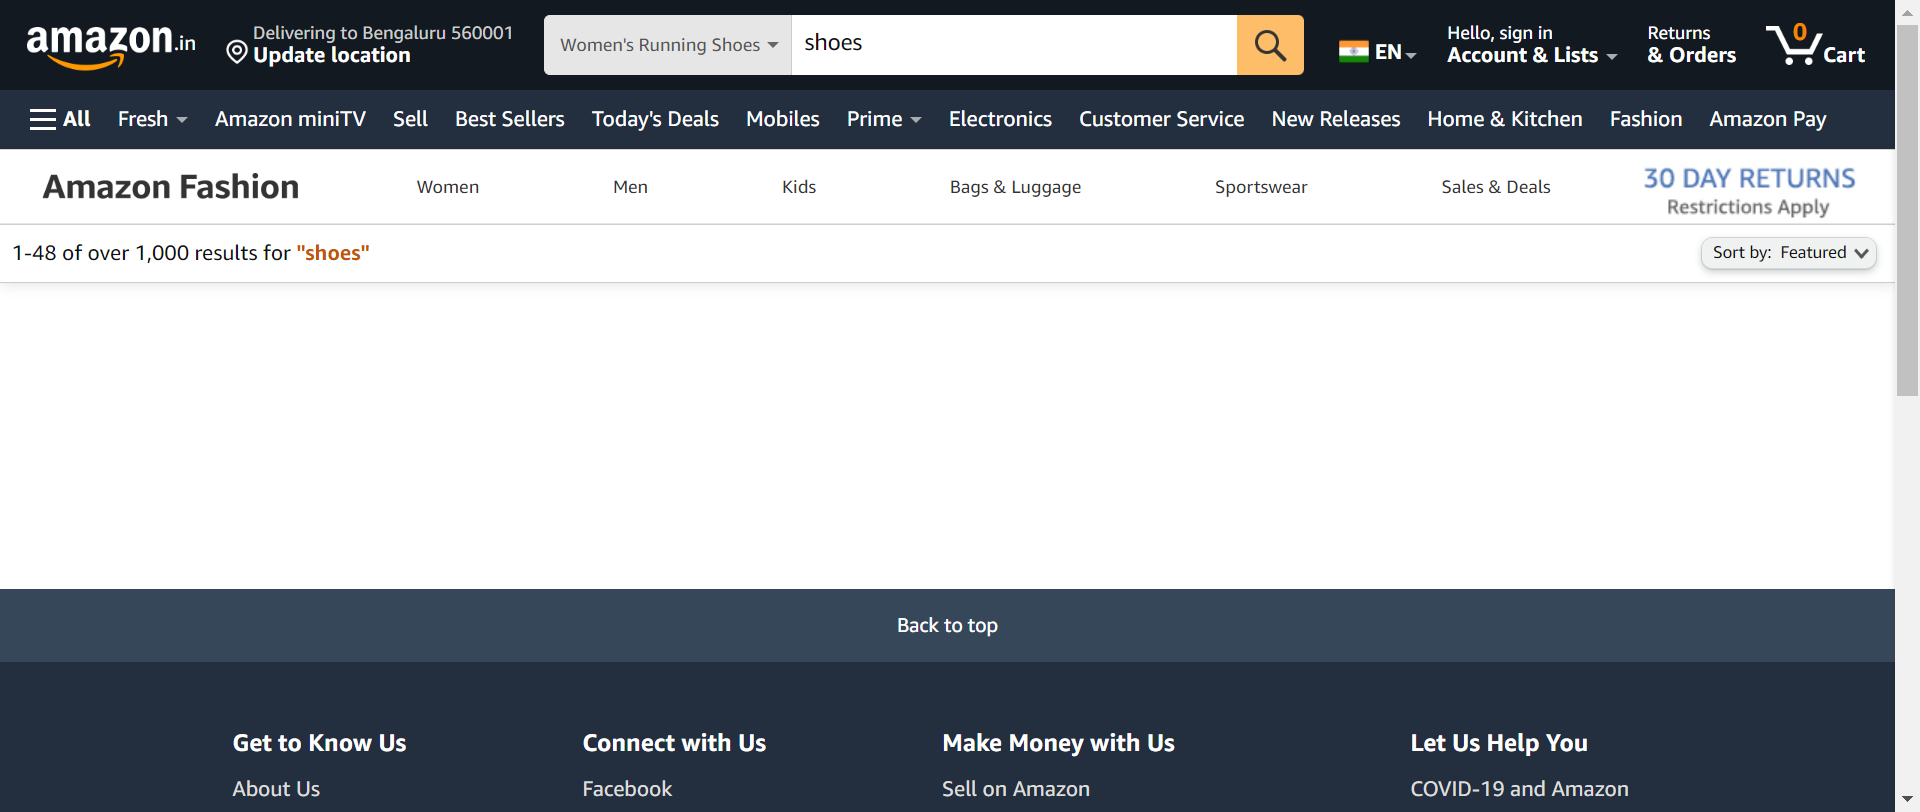 amazon.in
Delivering to Bengaluru 560001
Update location
Women's Running Shoes
shoes
EN
Hello, sign in
Account & Lists
Returns
& Orders
0
Cart
All
Fresh
Amazon miniTV
Sell
Best Sellers
Today's Deals
Mobiles
Prime
Electronics
Customer Service
New Releases
Home & Kitchen
Fashion
Amazon Pay
Amazon Fashion
Women
Men
Kids
Bags & Luggage
Sportswear
Sales & Deals
30 DAY RETURNS
Restrictions Apply
1-48 of over 1,000 results for "shoes"
Sort by: Featured
Back to top
Get to Know Us
Connect with Us
Make Money with Us
Let Us Help You
About Us
Facebook
Sell on Amazon
COVID-19 and Amazon